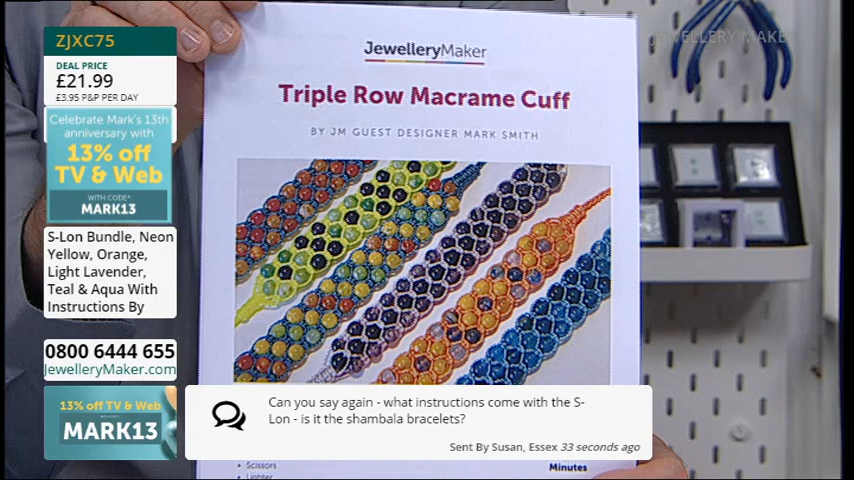 ZJXC75
DEAL PRICE
£21.99
£3.95 P&P PER DAY
Celebrate Mark's 13th
anniversary with
13% off
TV & Web
WITH CODE*
MARK13
S-Lon Bundle, Neon
Yellow, Orange,
Light Lavender,
Teal & Aqua With
Instructions By
0800 6444 655
JewelleryMaker.com
13% off TV & Web
MARK13
JewelleryMaker
Triple Row Macrame Cuff
BY JM GUEST DESIGNER MARK SMITH
JEWELLERY MAKER
Can you say again - what instructions come with the S-
Lon - is it the shambala bracelets?
Sent By Susan, Essex 33 seconds ago
• Scissors
• Lighter
Minutes